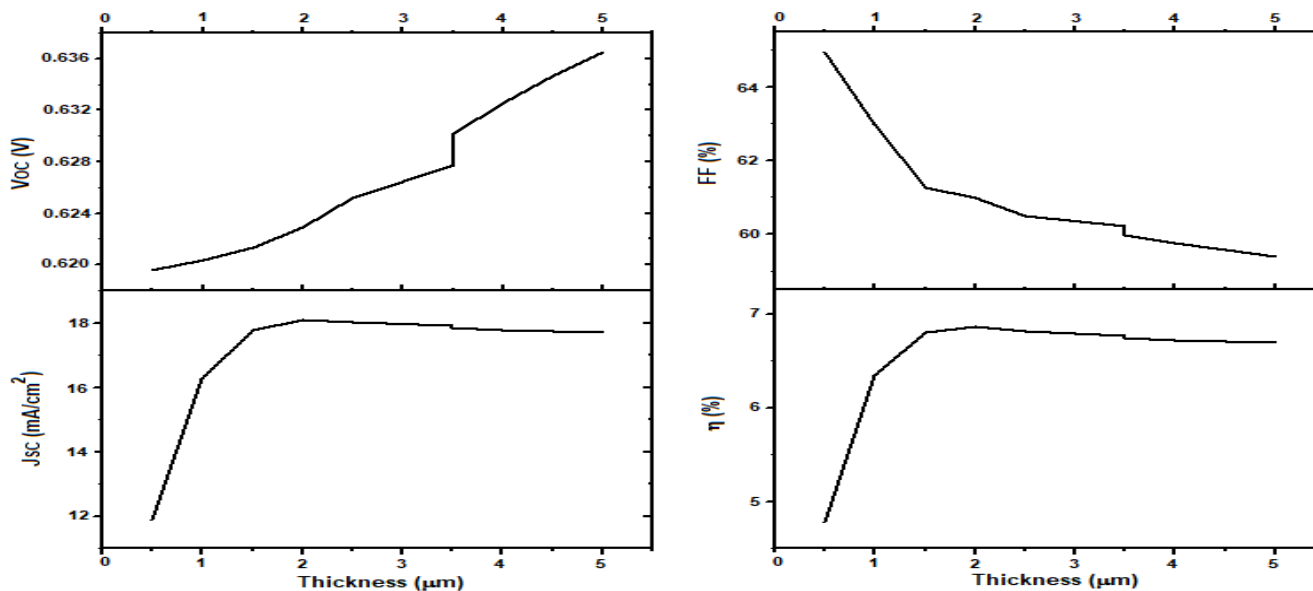 0 1 2 3 4 5
0.636
0.632
0.628
0.624
0.620
VOC (V)
18
16
14
12
JSC (mA/cm²)
0 1 2 3 4 5
Thickness (μm)
0 1 2 3 4 5
64
62
60
FF (%)
7
6
5
η (%)
0 1 2 3 4 5
Thickness (μm)